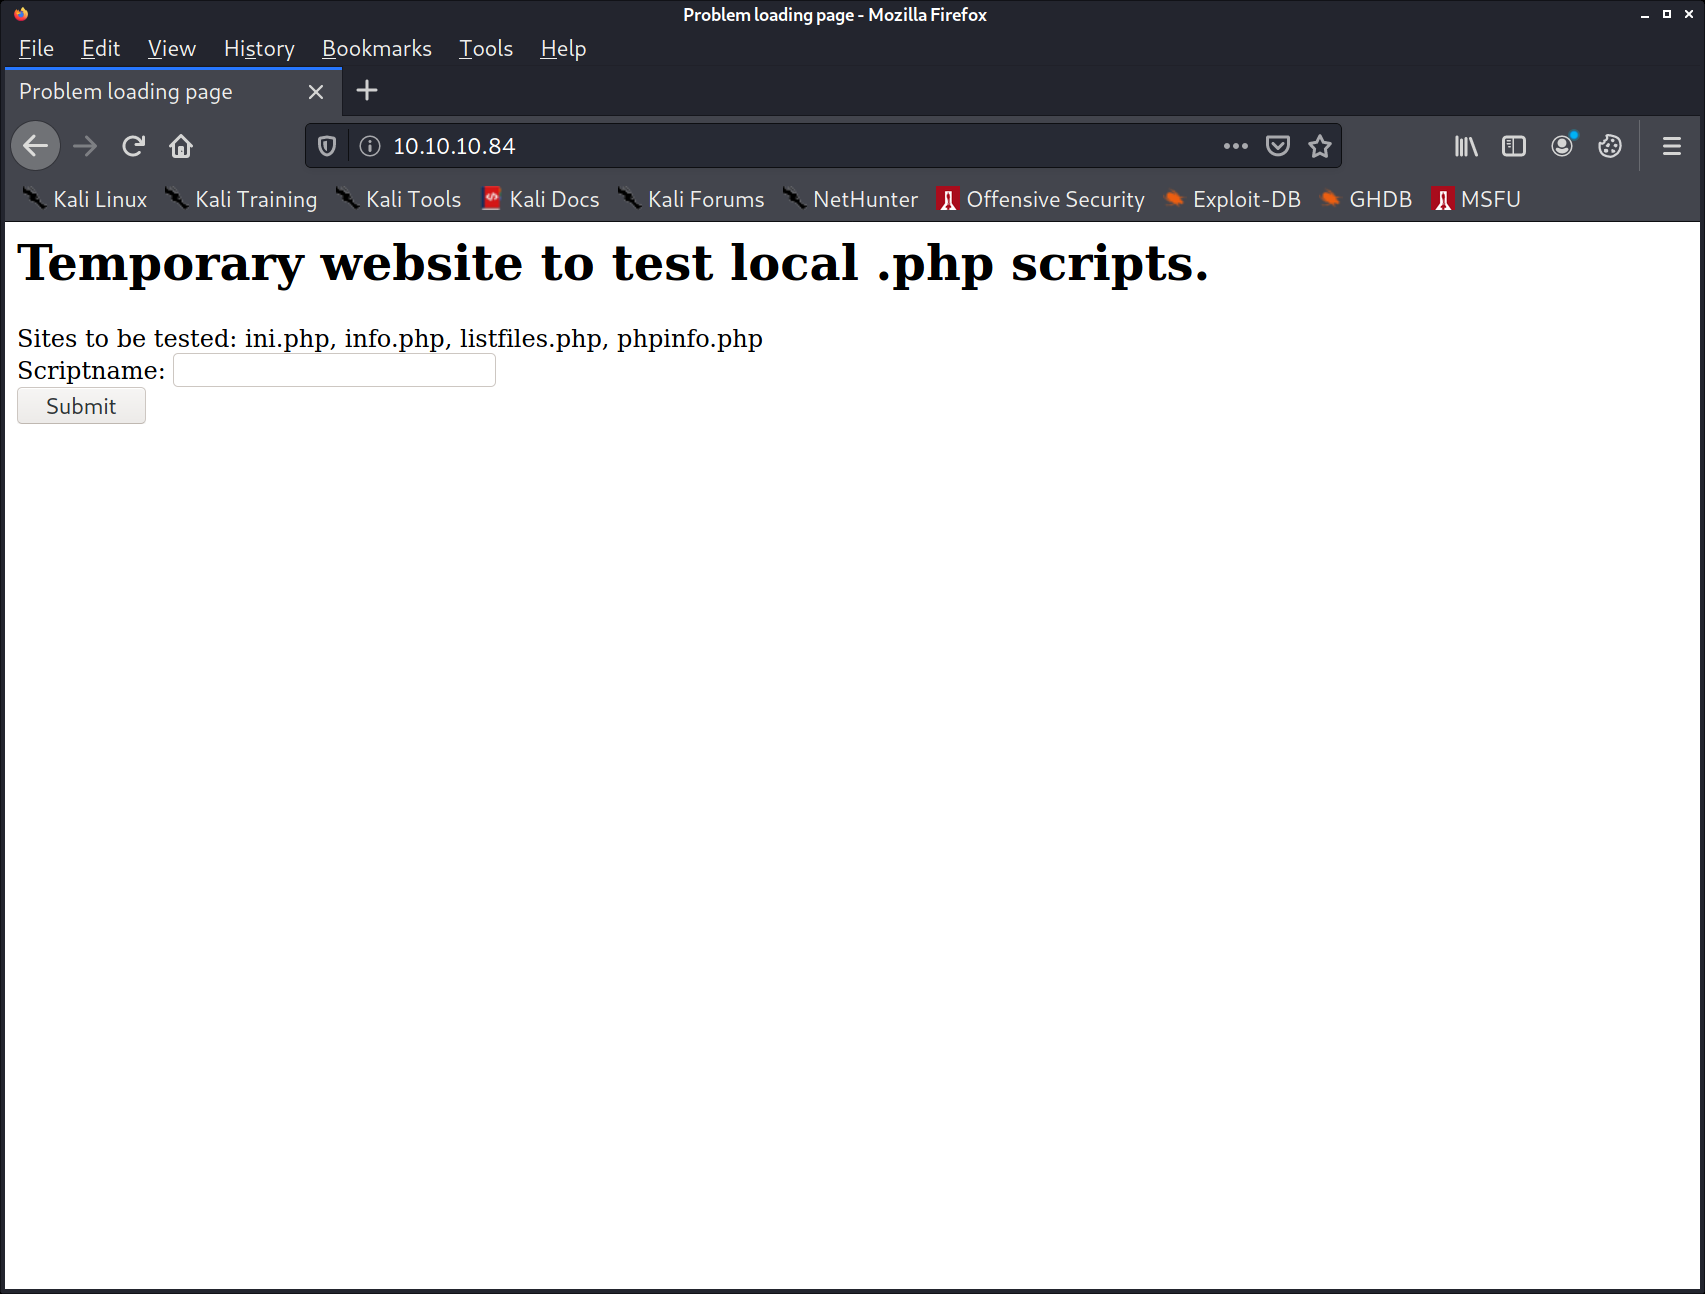 Problem loading page - Mozilla Firefox
File Edit View History Bookmarks Tools Help
Problem loading page
10.10.10.84
Kali Linux Kali Training Kali Tools Kali Docs Kali Forums NetHunter Offensive Security Exploit-DB GHDB MSFU
Temporary website to test local .php scripts.
Sites to be tested: ini.php, info.php, listfiles.php, phpinfo.php
Scriptname:
Submit